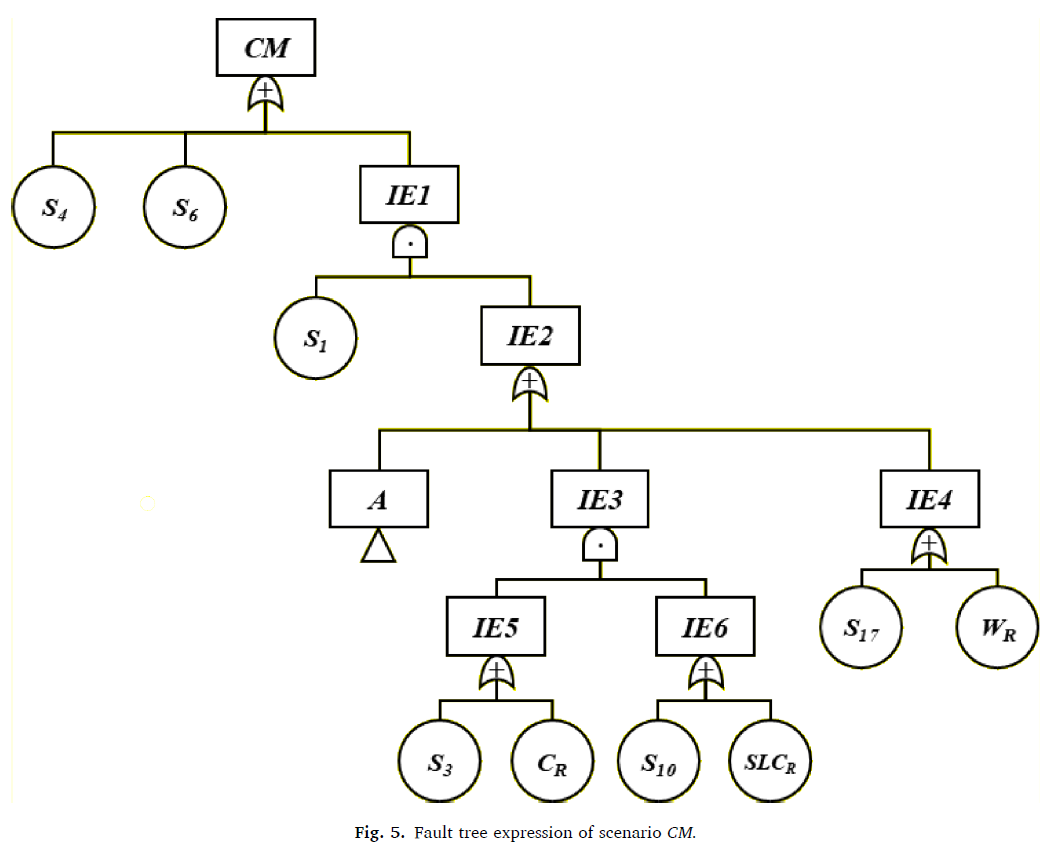 CM
+
S4 S6 IE1
·
S1 IE2
+
A IE3 IE4
· +
IE5 IE6 S17 WR
+ +
S3 CR S10 SLCR
Fig. 5. Fault tree expression of scenario CM.